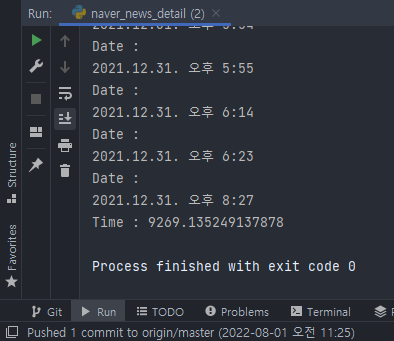 Run: naver_news_detail (2)
Date :
2021.12.31. 오후 5:55
Date :
2021.12.31. 오후 6:14
Date :
2021.12.31. 오후 6:23
Date :
2021.12.31. 오후 8:27
Time : 9269.135249137878
Process finished with exit code 0
Structure
Favorites
Git Run TODO Problems Terminal
Pushed 1 commit to origin/master (2022-08-01 오전 11:25)